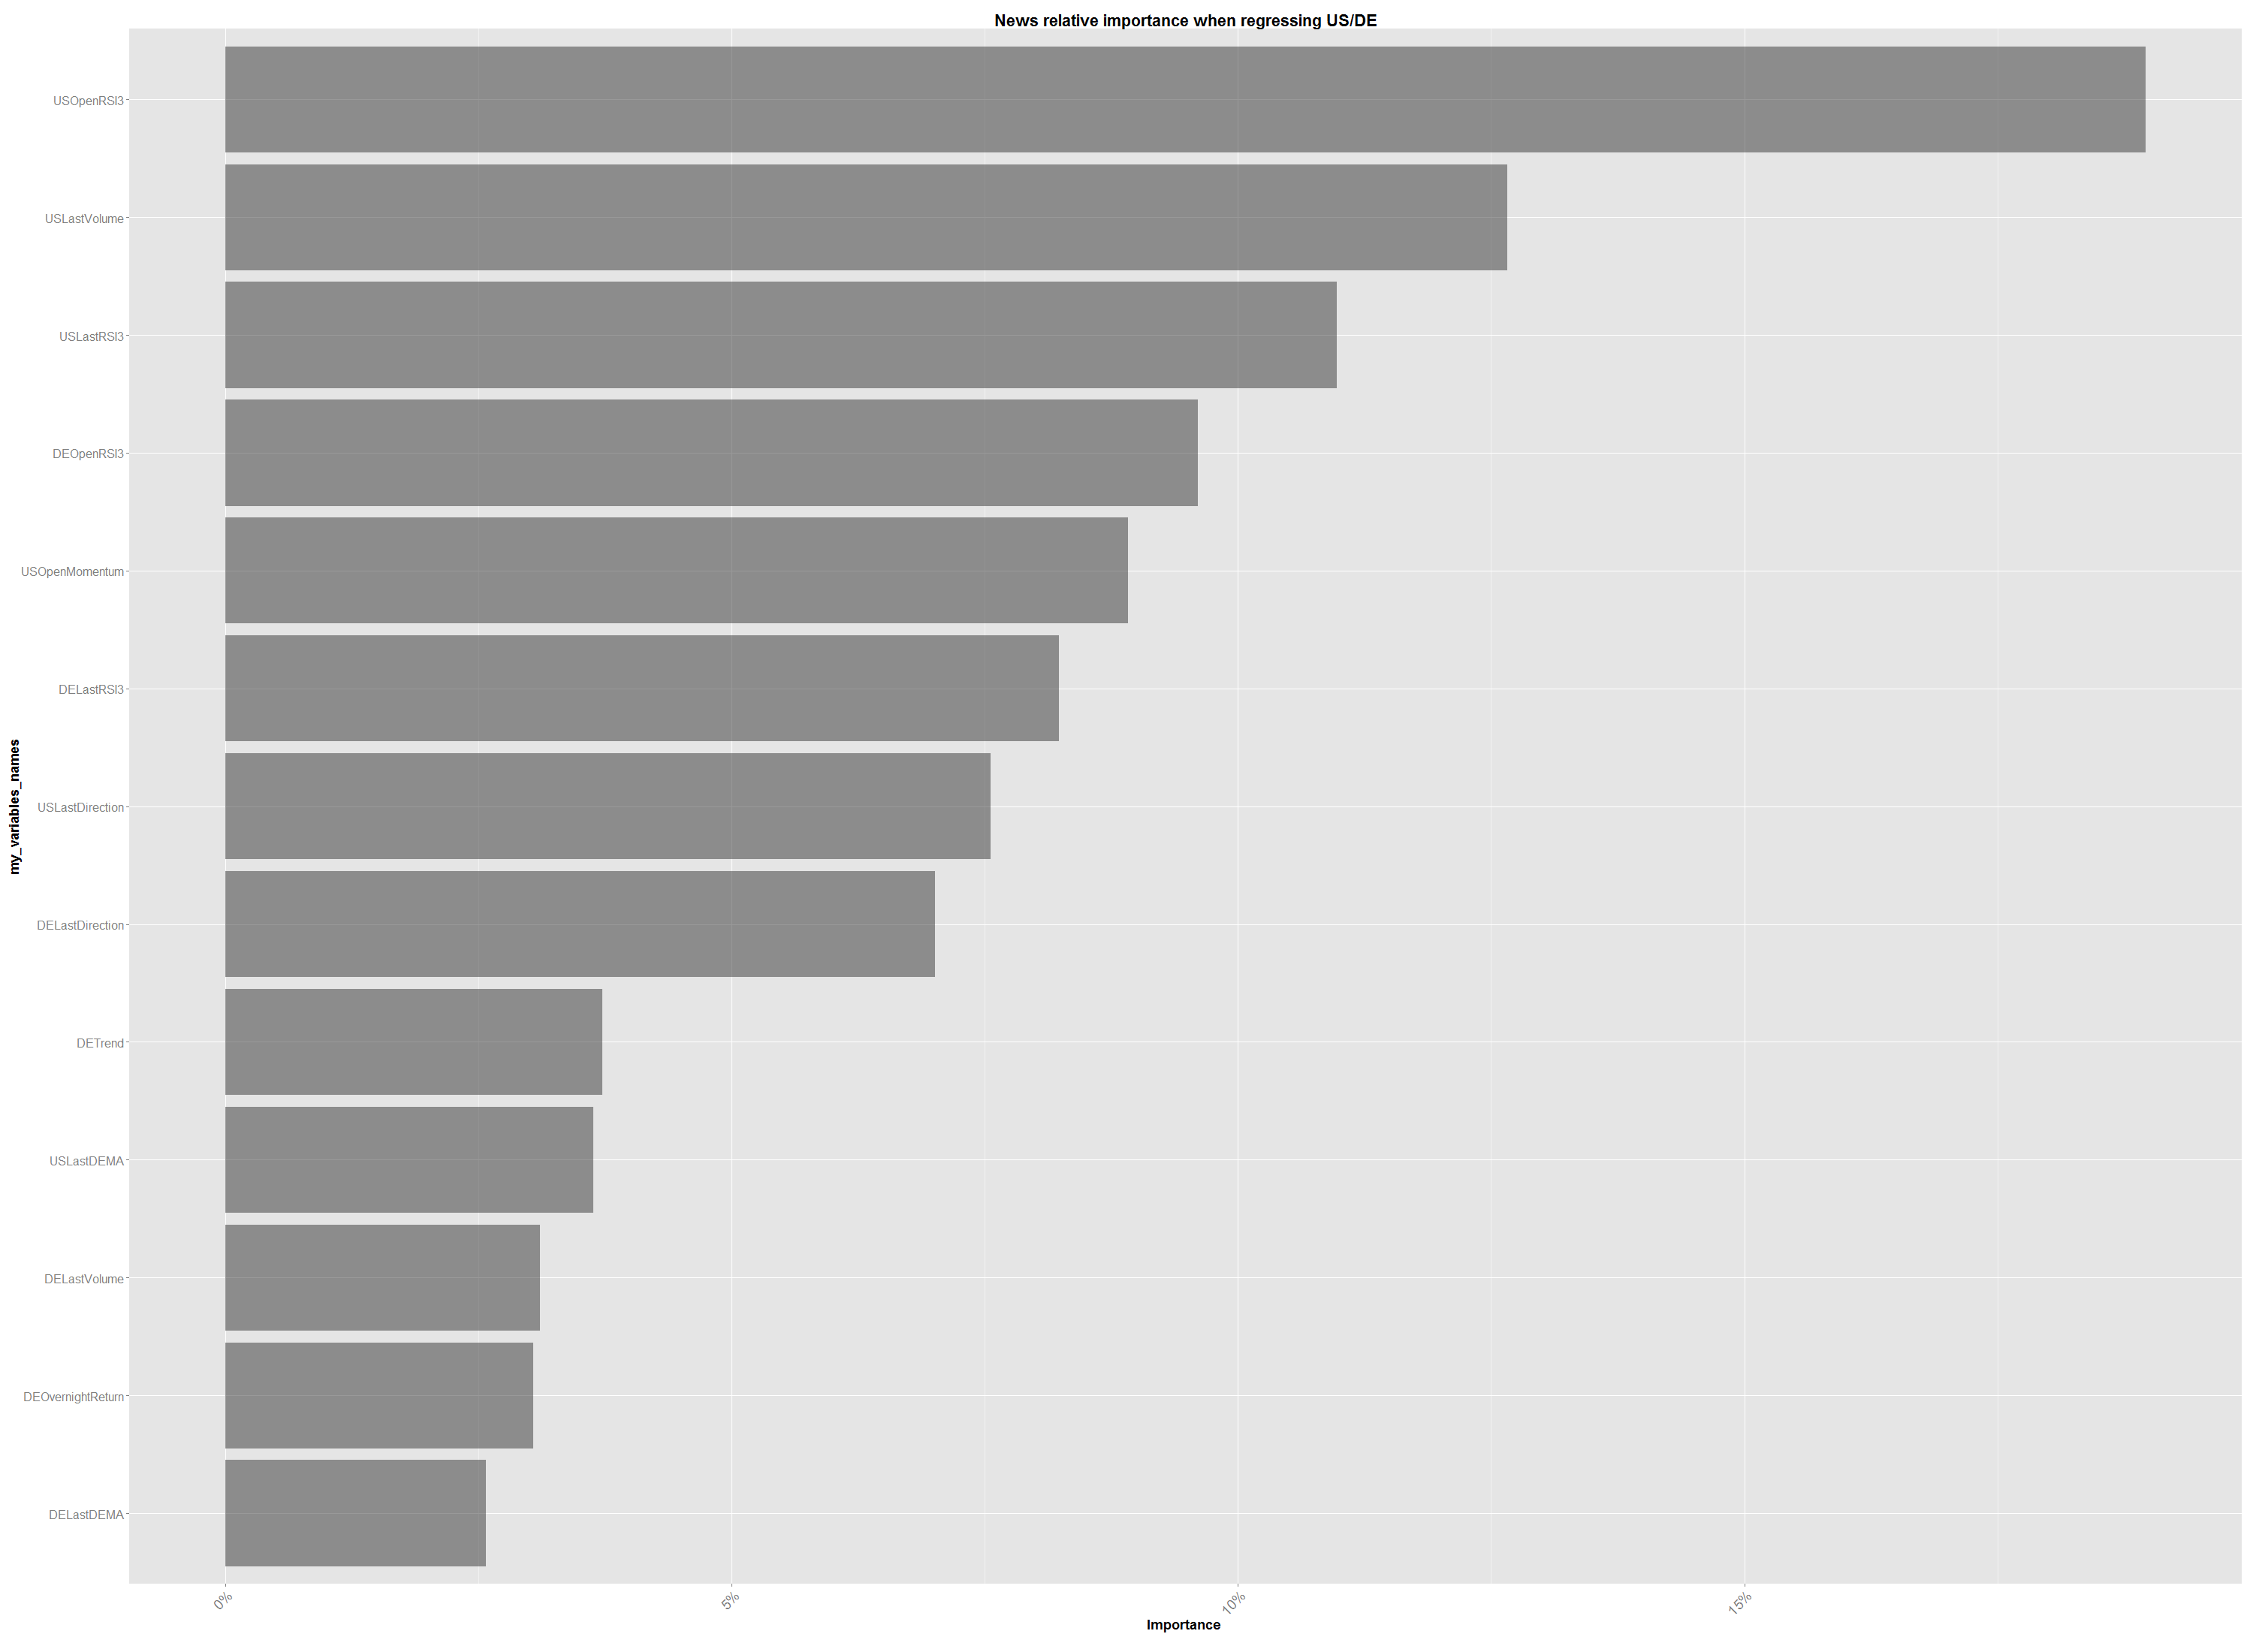 News relative importance when regressing US/DE
USOpenRSI3
USLastVolume
USLastRSI3
DEOpenRSI3
USOpenMomentum
DELastRSI3
USLastDirection
DELastDirection
DETrend
USLastDEMA
DELastVolume
DEOvernightReturn
DELastDEMA
my_variables_names
0%
5%
10%
15%
Importance